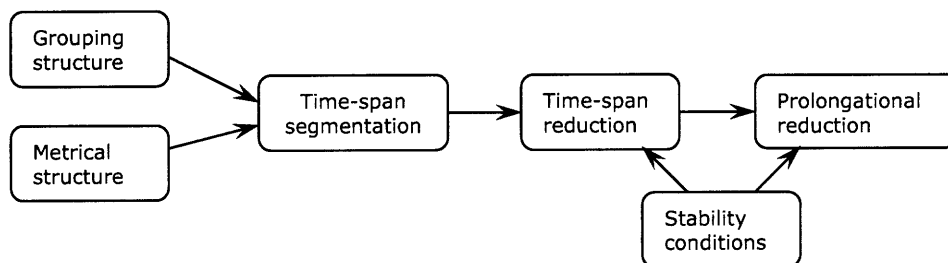 Grouping
structure
Metrical
structure
Time-span
segmentation
Time-span
reduction
Prolongational
reduction
Stability
conditions